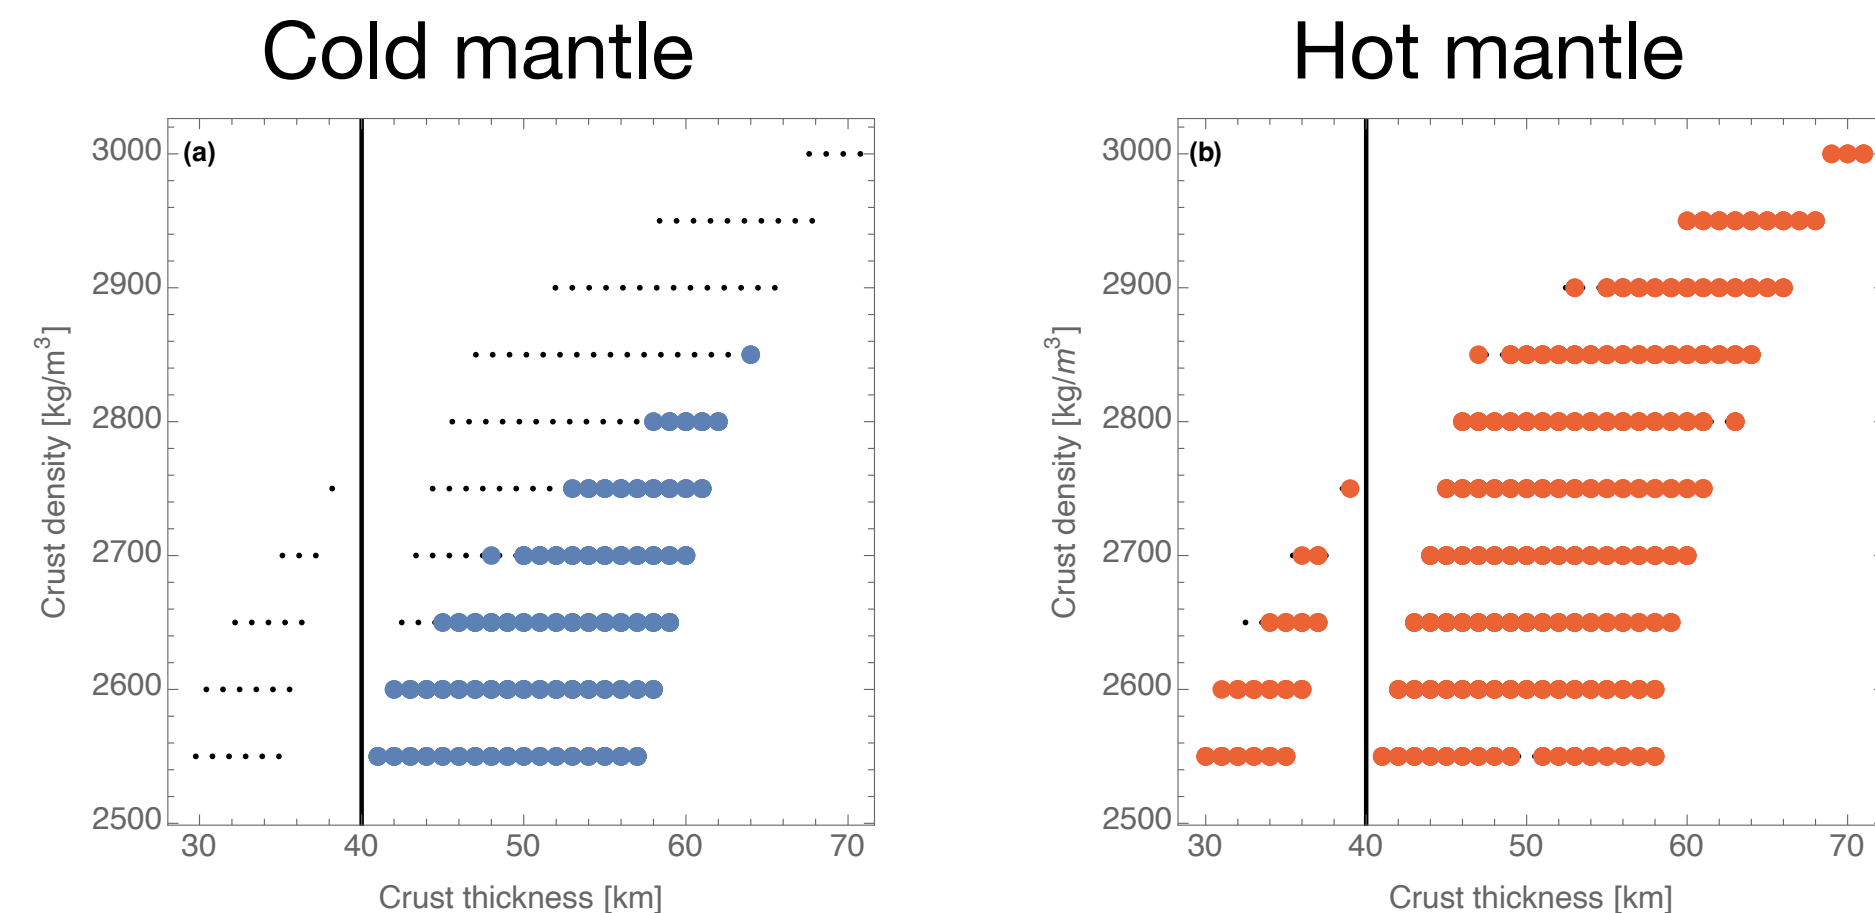 Cold mantle
Hot mantle
(a)
3000
2900
2800
2700
2600
2500
30 40 50 60 70
Crust density [kg/m³]
Crust thickness [km]
(b)
3000
2900
2800
2700
2600
2500
30 40 50 60 70
Crust density [kg/m³]
Crust thickness [km]